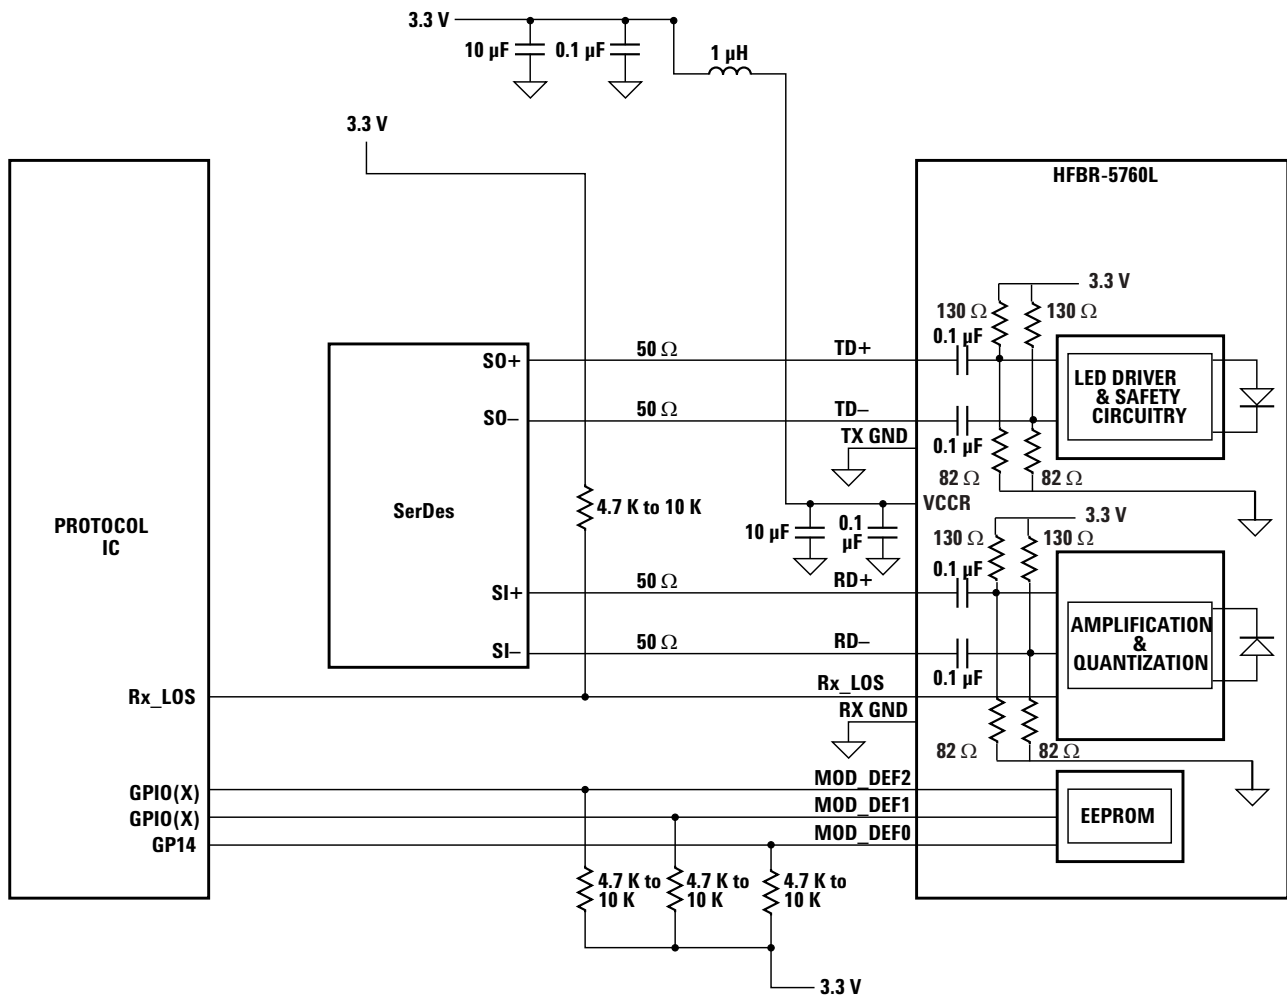 3.3 V
10 µF
0.1 µF
1 µH
3.3 V
HFBR-5760L
3.3 V
130 Ω
130 Ω
0.1 µF
SO+
50 Ω
TD+
LED DRIVER
& SAFETY
CIRCUITRY
SO–
50 Ω
TD–
TX GND
0.1 µF
82 Ω
82 Ω
PROTOCOL
IC
SerDes
4.7 K to 10 K
VCCR
10 µF
0.1
µF
3.3 V
130 Ω
130 Ω
0.1 µF
SI+
50 Ω
RD+
AMPLIFICATION
&
QUANTIZATION
SI–
50 Ω
RD–
0.1 µF
Rx_LOS
Rx_LOS
RX GND
82 Ω
82 Ω
GPIO(X)
MOD_DEF2
GPIO(X)
MOD_DEF1
EEPROM
GP14
MOD_DEF0
4.7 K to
10 K
4.7 K to
10 K
4.7 K to
10 K
3.3 V